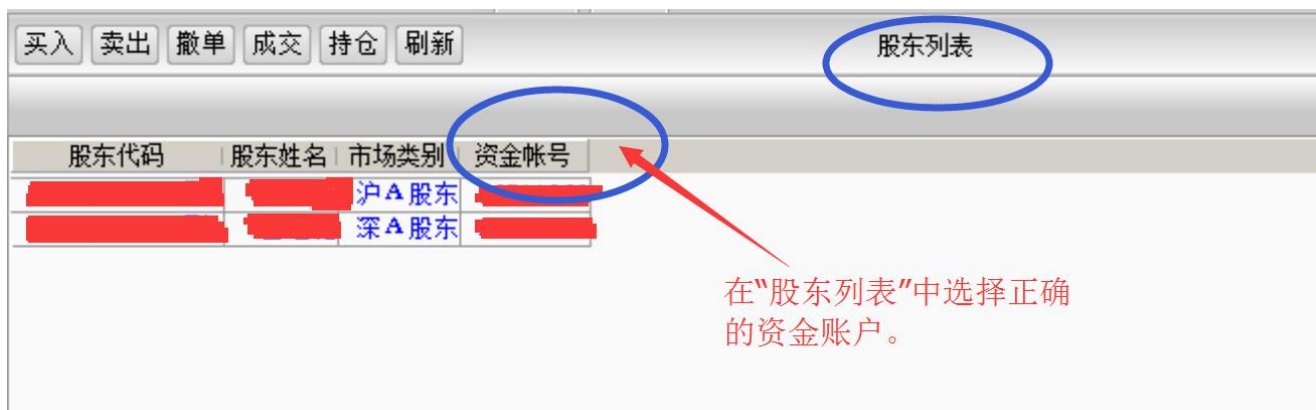 买入 卖出 撤单 成交 持仓 刷新 股东列表
股东代码 股东姓名 市场类别 资金帐号
沪A股东
深A股东
在“股东列表”中选择正确
的资金账户。